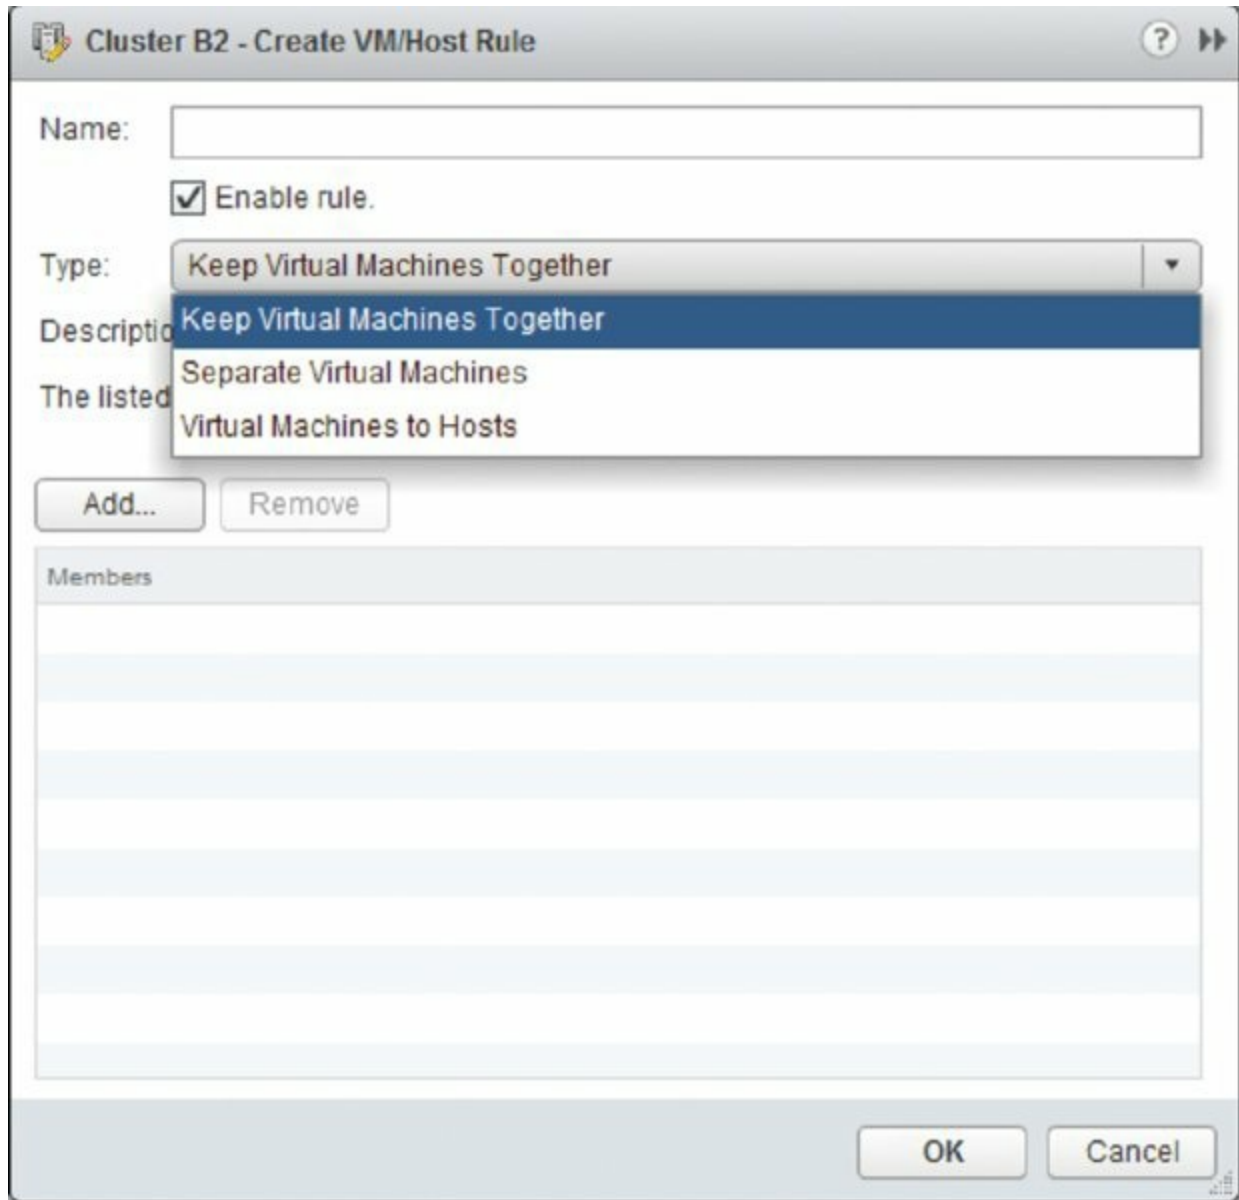 Cluster B2 - Create VM/Host Rule ?
Name:
Enable rule.
Type: Keep Virtual Machines Together
Keep Virtual Machines Together
Descriptio
Separate Virtual Machines
The listed
Virtual Machines to Hosts
Add... Remove
Members
OK Cancel